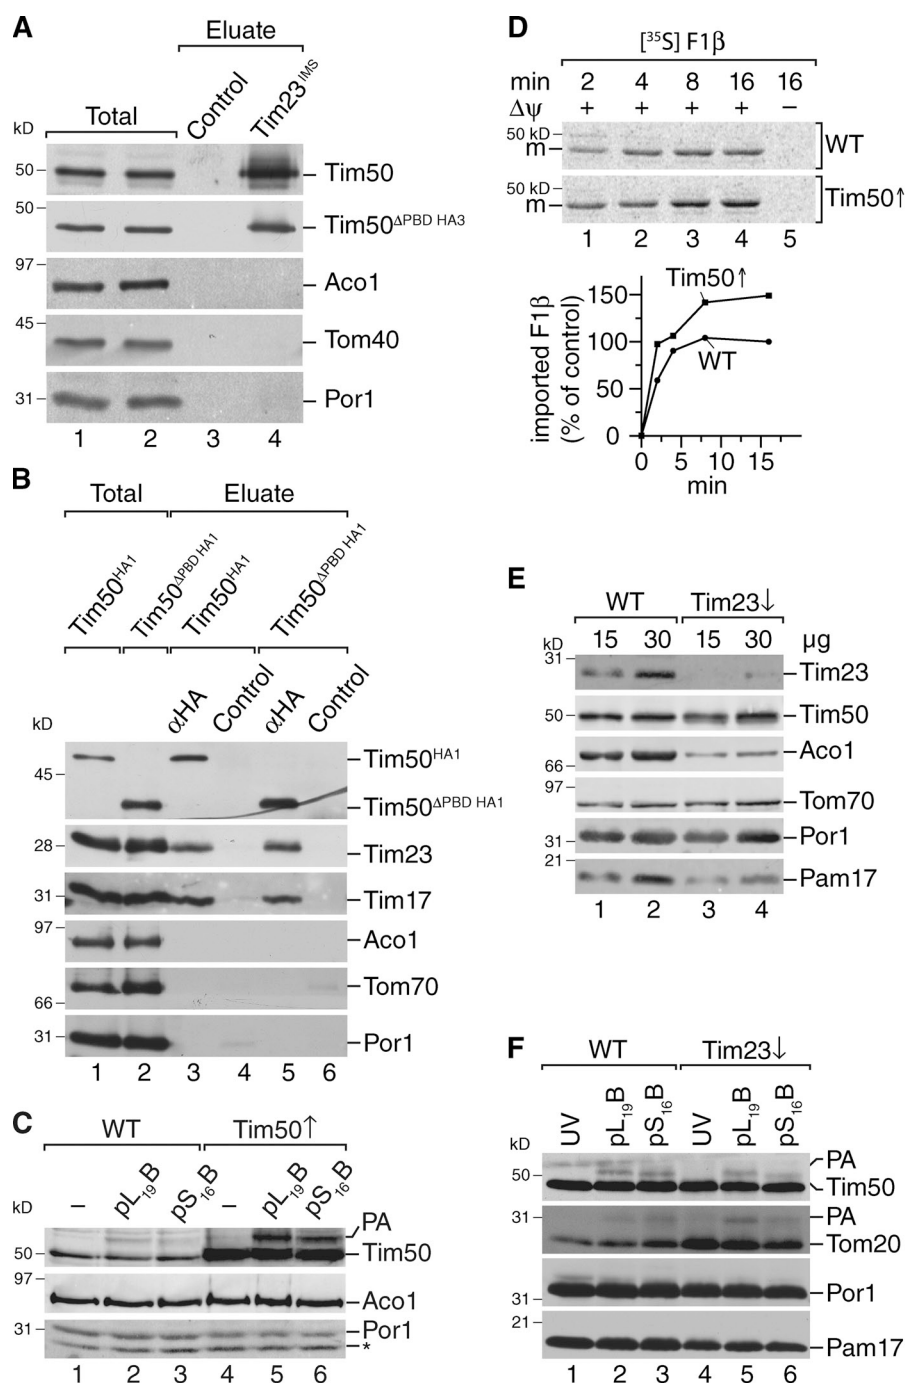 A
Eluate
Total
Control
Tim23IMS
kD
50
Tim50
50
Tim50ΔPBD HA3
97
Aco1
45
Tom40
31
Por1
1 2 3 4
B
Total Eluate
Tim50HA1
Tim50ΔPBD HA1
Tim50HA1
Tim50ΔPBD HA1
αHA
Control
αHA
Control
kD
45
Tim50HA1
Tim50ΔPBD HA1
28
Tim23
31
Tim17
97
Aco1
66
Tom70
31
Por1
1 2 3 4 5 6
C
WT Tim50↑
– pL19B pS16B – pL19B pS16B
kD
PA
50
Tim50
97
Aco1
31
Por1
*
1 2 3 4 5 6
D
[35S] F1β
min 2 4 8 16 16
Δψ + + + + –
50 kD
m
WT
50 kD
m
Tim50↑
1 2 3 4 5
imported F1β
(% of control)
150
100
50
0
Tim50↑
WT
0 5 10 15
min
E
WT Tim23↓
kD 15 30 15 30 µg
31
Tim23
50
Tim50
66
Aco1
97
Tom70
31
Por1
21
Pam17
1 2 3 4
F
WT Tim23↓
UV pL19B pS16B UV pL19B pS16B
kD
PA
50
Tim50
31
PA
Tom20
31
Por1
21
Pam17
1 2 3 4 5 6